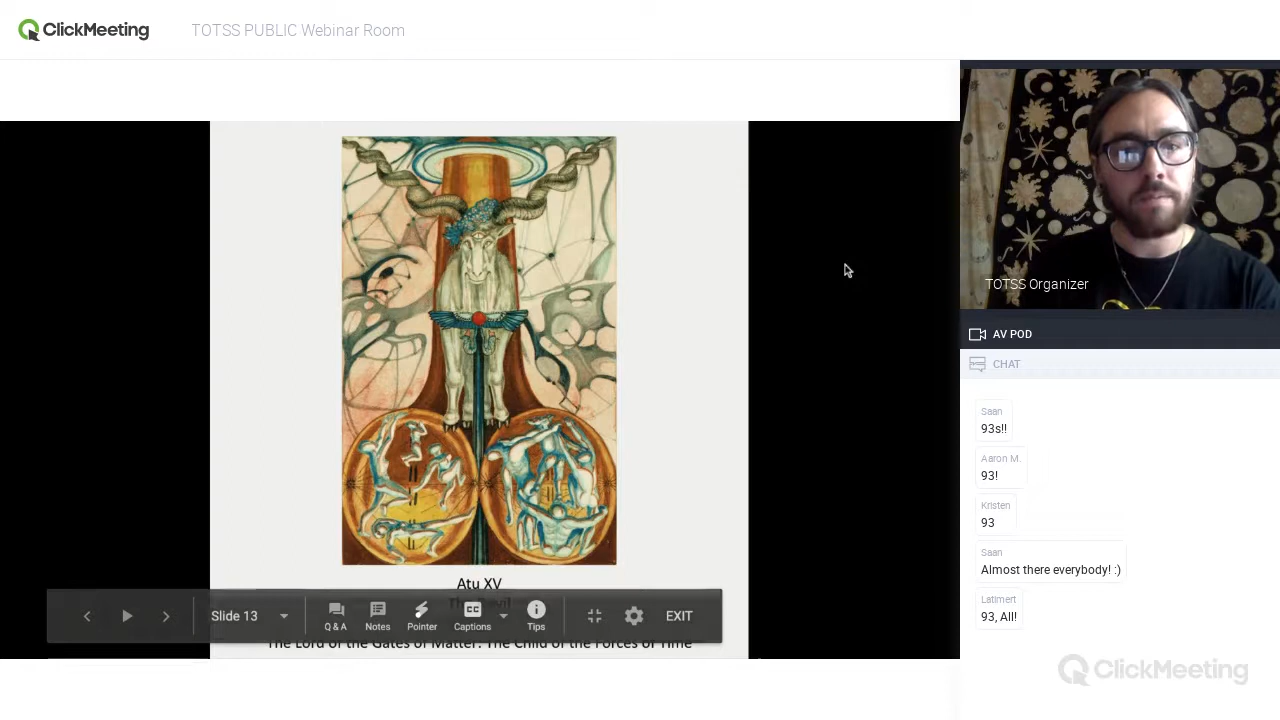 ClickMeeting
TOTSS PUBLIC Webinar Room
Atu XV
The Devil
The Lord of the Gates of Matter: The Child of the Forces of Time
Slide 13
Q & A
Notes
Pointer
Captions
Tips
EXIT
TOTSS Organizer
AV POD
CHAT
Saan
93s!!
Aaron M.
93!
Kristen
93
Saan
Almost there everybody! :)
Latimert
93, All!
ClickMeeting